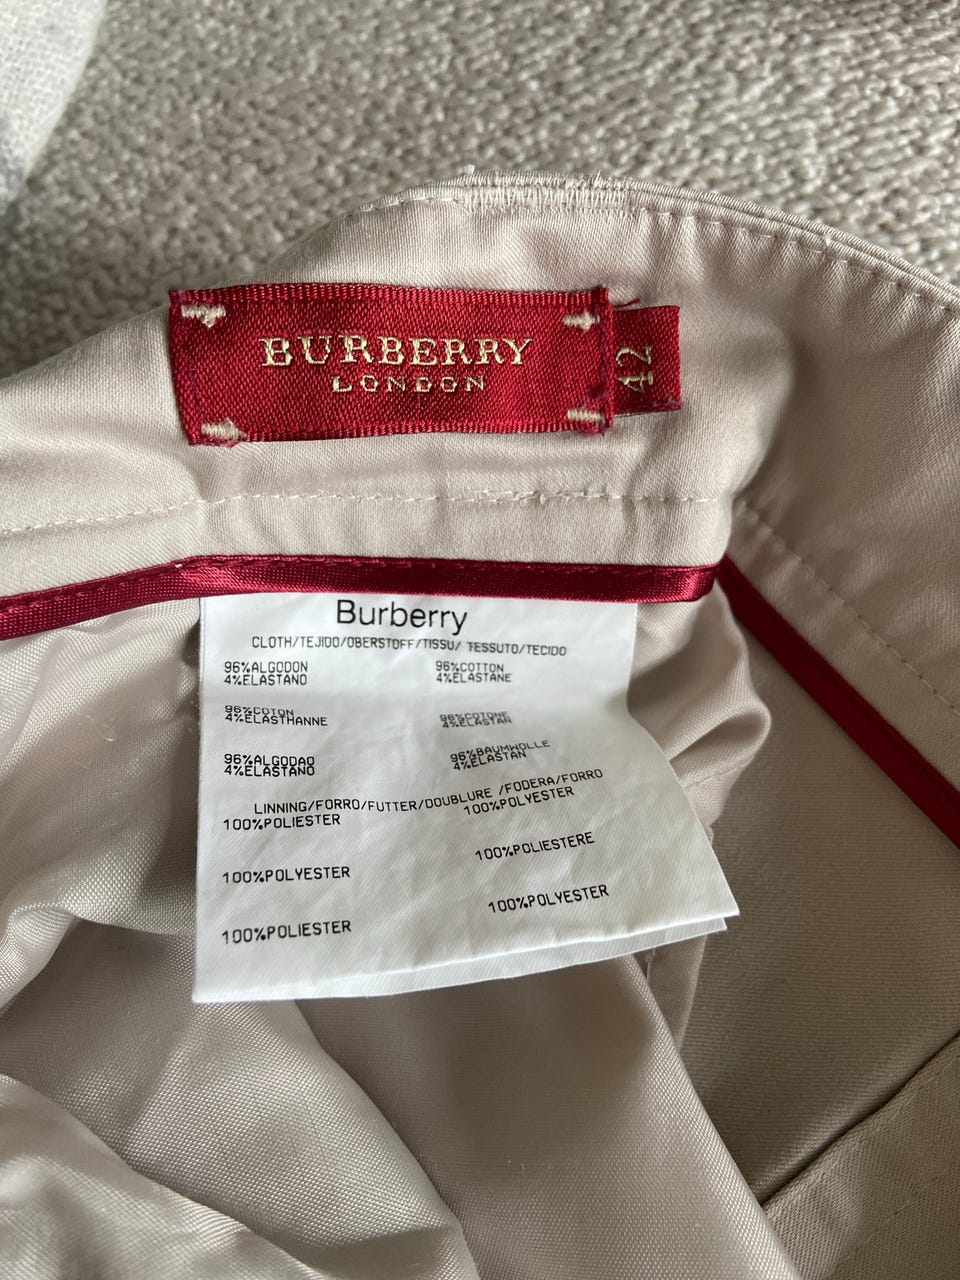 BURBERRY
LONDON
42
Burberry
CLOTH/TEJIDO/OBERSTOFF/TISSU/ TESSUTO/TECIDO
96%ALGODON 96%COTTON
4%ELASTANO 4%ELASTANE
96%COTON 96%COTONE
4%ELASTHANNE 4%ELASTAN
96%ALGODAO 96%BAUMWOLLE
4%ELASTANO 4%ELASTAN
LINNING/FORRO/FUTTER/DOUBLURE /FODERA/FORRO
100%POLIESTER 100%POLYESTER
100%POLYESTER 100%POLIESTERE
100%POLIESTER 100%POLYESTER